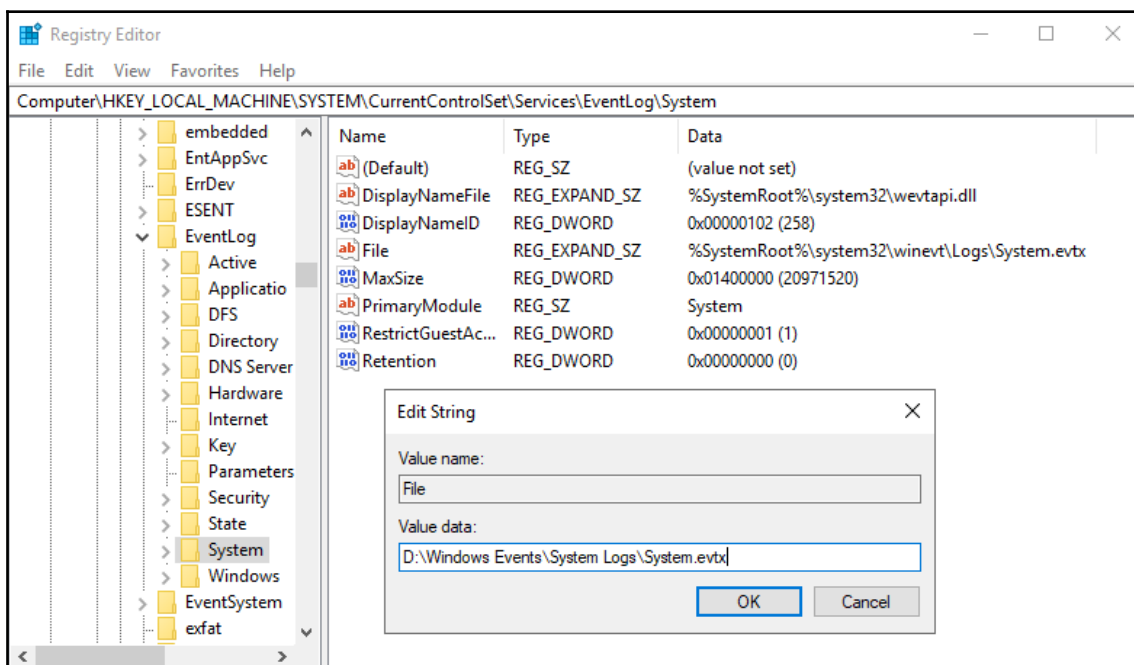 Registry Editor
File Edit View Favorites Help
Computer\HKEY_LOCAL_MACHINE\SYSTEM\CurrentControlSet\Services\EventLog\System
embedded
EntAppSvc
ErrDev
ESENT
EventLog
Active
Applicatio
DFS
Directory
DNS Server
Hardware
Internet
Key
Parameters
Security
State
System
Windows
EventSystem
exfat
Name Type Data
ab (Default) REG_SZ (value not set)
ab DisplayNameFile REG_EXPAND_SZ %SystemRoot%\system32\wevtapi.dll
DisplayNameID REG_DWORD 0x00000102 (258)
ab File REG_EXPAND_SZ %SystemRoot%\system32\winevt\Logs\System.evtx
MaxSize REG_DWORD 0x01400000 (20971520)
ab PrimaryModule REG_SZ System
RestrictGuestAc... REG_DWORD 0x00000001 (1)
Retention REG_DWORD 0x00000000 (0)
Edit String
Value name:
File
Value data:
D:\Windows Events\System Logs\System.evtx
OK Cancel